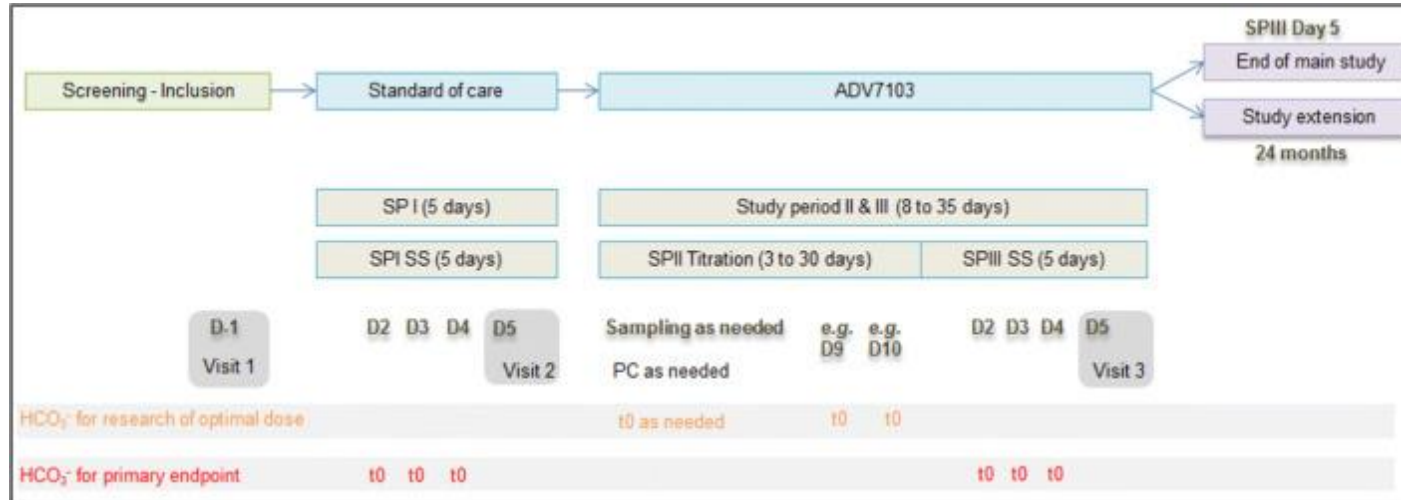 SPIII Day 5
Screening - Inclusion
Standard of care
ADV7103
End of main study
Study extension
24 months
SP I (5 days)
Study period II & III (8 to 35 days)
SPI SS (5 days)
SPII Titration (3 to 30 days)
SPIII SS (5 days)
D-1
Visit 1
D2 D3 D4 D5
Visit 2
Sampling as needed
e.g. D9
e.g. D10
PC as needed
D2 D3 D4 D5
Visit 3
HCO₃⁻ for research of optimal dose t0 as needed t0 t0
HCO₃⁻ for primary endpoint t0 t0 t0 t0 t0 t0